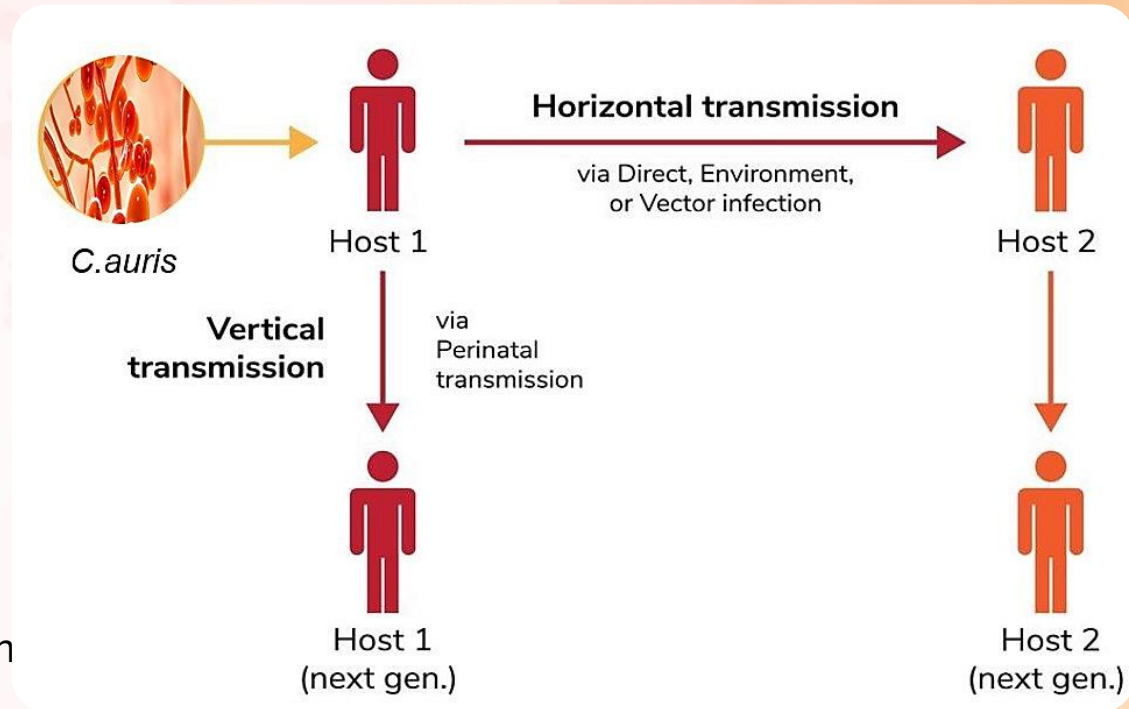 Horizontal transmission
via Direct, Environment,
or Vector infection
Host 1
Host 2
C.auris
Vertical
transmission
via
Perinatal
transmission
Host 1
(next gen.)
Host 2
(next gen.)